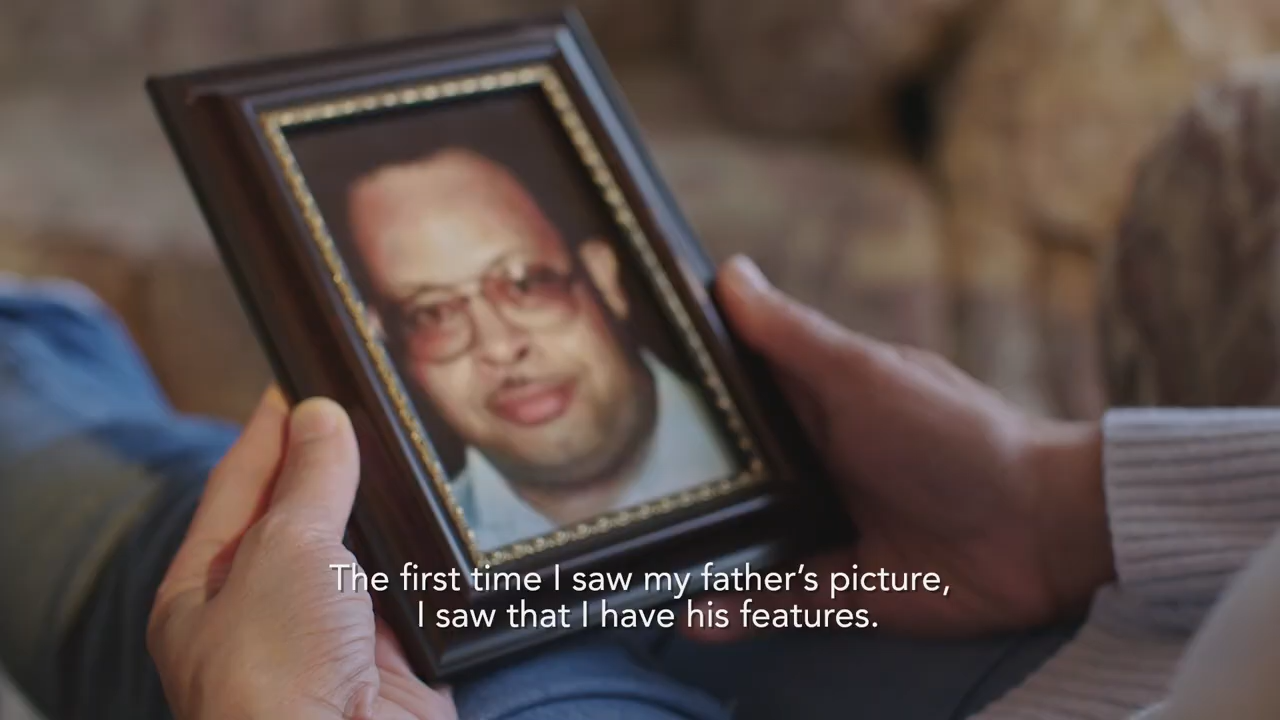 The first time I saw my father’s picture,
I saw that I have his features.